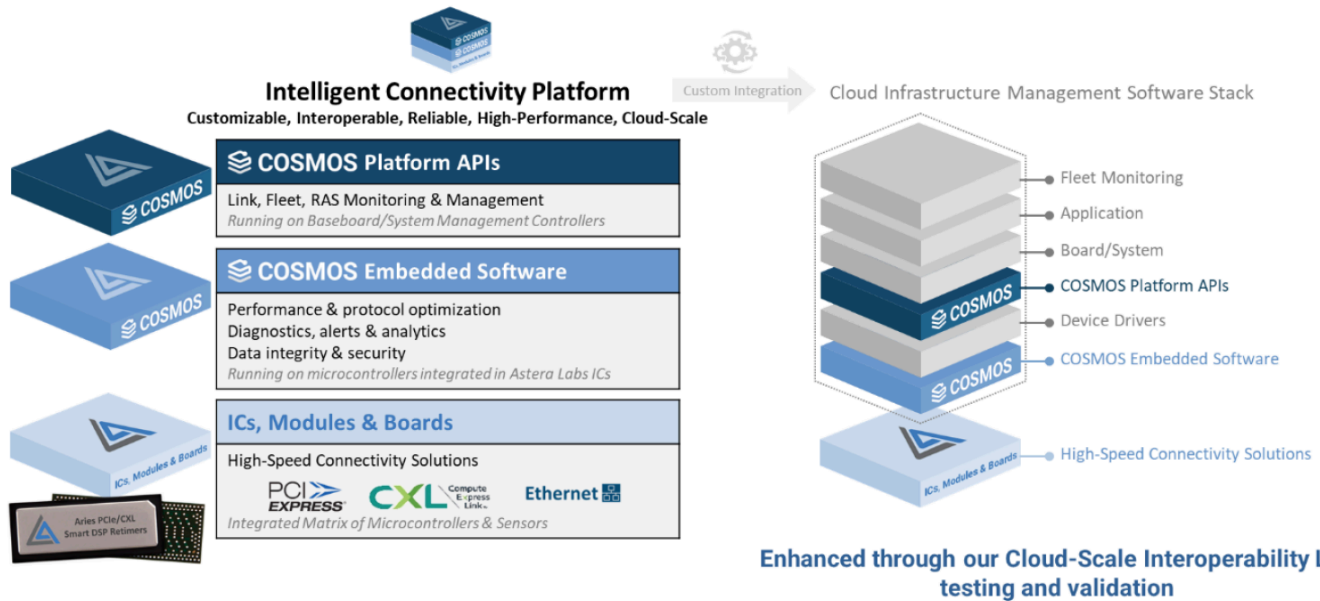 COSMOS
COSMOS
ICs, Modules & Boards
Intelligent Connectivity Platform
Customizable, Interoperable, Reliable, High-Performance, Cloud-Scale
COSMOS
COSMOS Platform APIs
Link, Fleet, RAS Monitoring & Management
Running on Baseboard/System Management Controllers
COSMOS
COSMOS Embedded Software
Performance & protocol optimization
Diagnostics, alerts & analytics
Data integrity & security
Running on microcontrollers integrated in Astera Labs ICs
ICs, Modules & Boards
ICs, Modules & Boards
High-Speed Connectivity Solutions
PCI EXPRESS®
CXL Compute Express Link™
Ethernet
Integrated Matrix of Microcontrollers & Sensors
Aries PCIe/CXL
Smart DSP Retimers
Custom Integration
Cloud Infrastructure Management Software Stack
Fleet Monitoring
Application
Board/System
COSMOS Platform APIs
COSMOS
Device Drivers
COSMOS Embedded Software
COSMOS
High-Speed Connectivity Solutions
ICs, Modules & Boards
Enhanced through our Cloud-Scale Interoperability
testing and validation